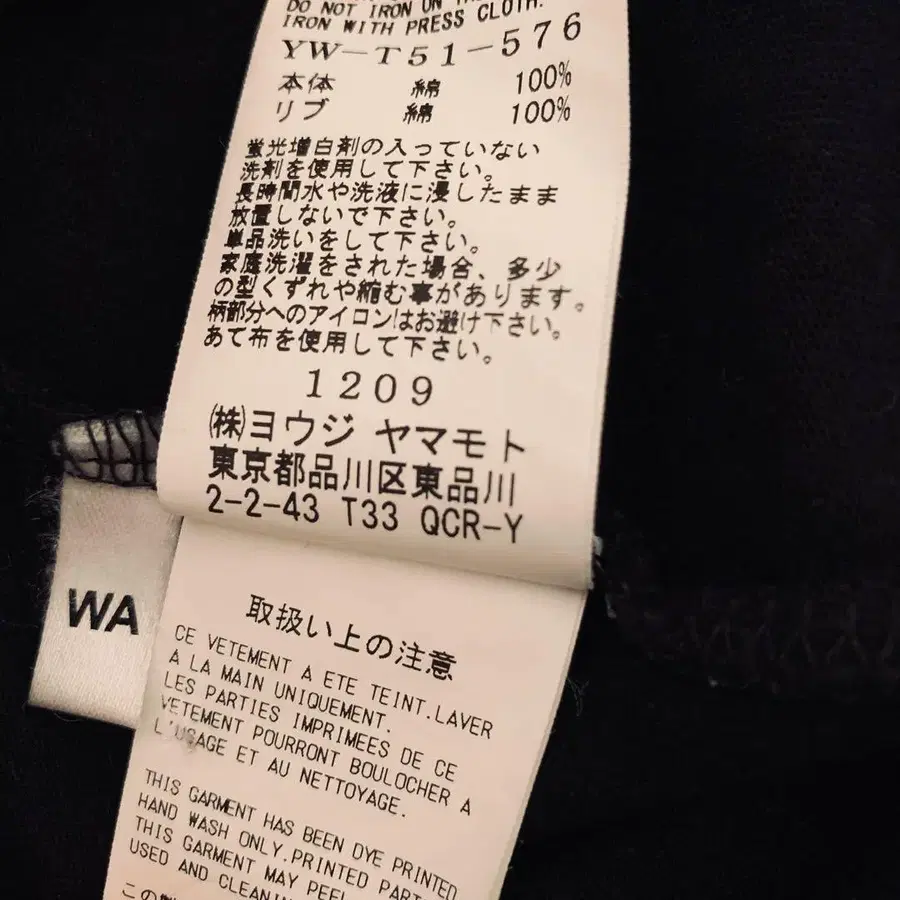 DO NOT IRON ON
IRON WITH PRESS CLOTH.
YW-T51-576
本体 綿 100%
リブ 綿 100%
蛍光増白剤の入っていない
洗剤を使用して下さい。
長時間水や洗液に浸したまま
放置しないで下さい。
単品洗いをして下さい。
家庭洗濯をされた場合、多少
の型くずれや縮む事があります。
柄部分へのアイロンはお避け下さい。
あて布を使用して下さい。
1209
(株)ヨウジ ヤマモト
東京都品川区東品川
2-2-43 T33 QCR-Y
WA
取扱い上の注意
CE VETEMENT A ETE TEINT.LAVER
A LA MAIN UNIQUEMENT.
LES PARTIES IMPRIMEES DE CE
VETEMENT POURRONT BOULOCHER A
L'USAGE ET AU NETTOYAGE.
THIS GARMENT HAS BEEN DYE PRINTED
HAND WASH ONLY.PRINTED PART
THIS GARMENT MAY PEEL
USED AND CLEANIN
この